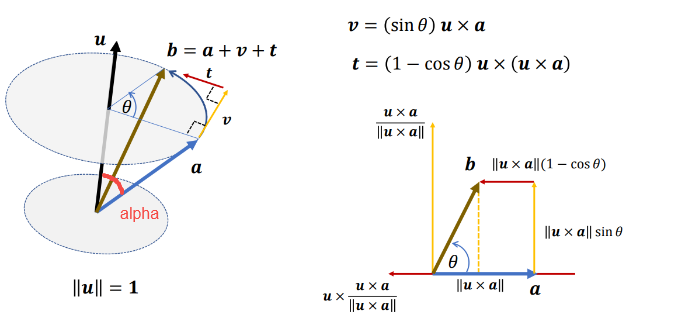 u
b = a + v + t
t
θ
v
a
alpha
‖u‖ = 1
v = (sin θ) u × a
t = (1 − cos θ) u × (u × a)
u × a
‖u × a‖
b ‖u × a‖(1 − cos θ)
‖u × a‖ sin θ
θ
‖u × a‖ a
u × u × a
‖u × a‖